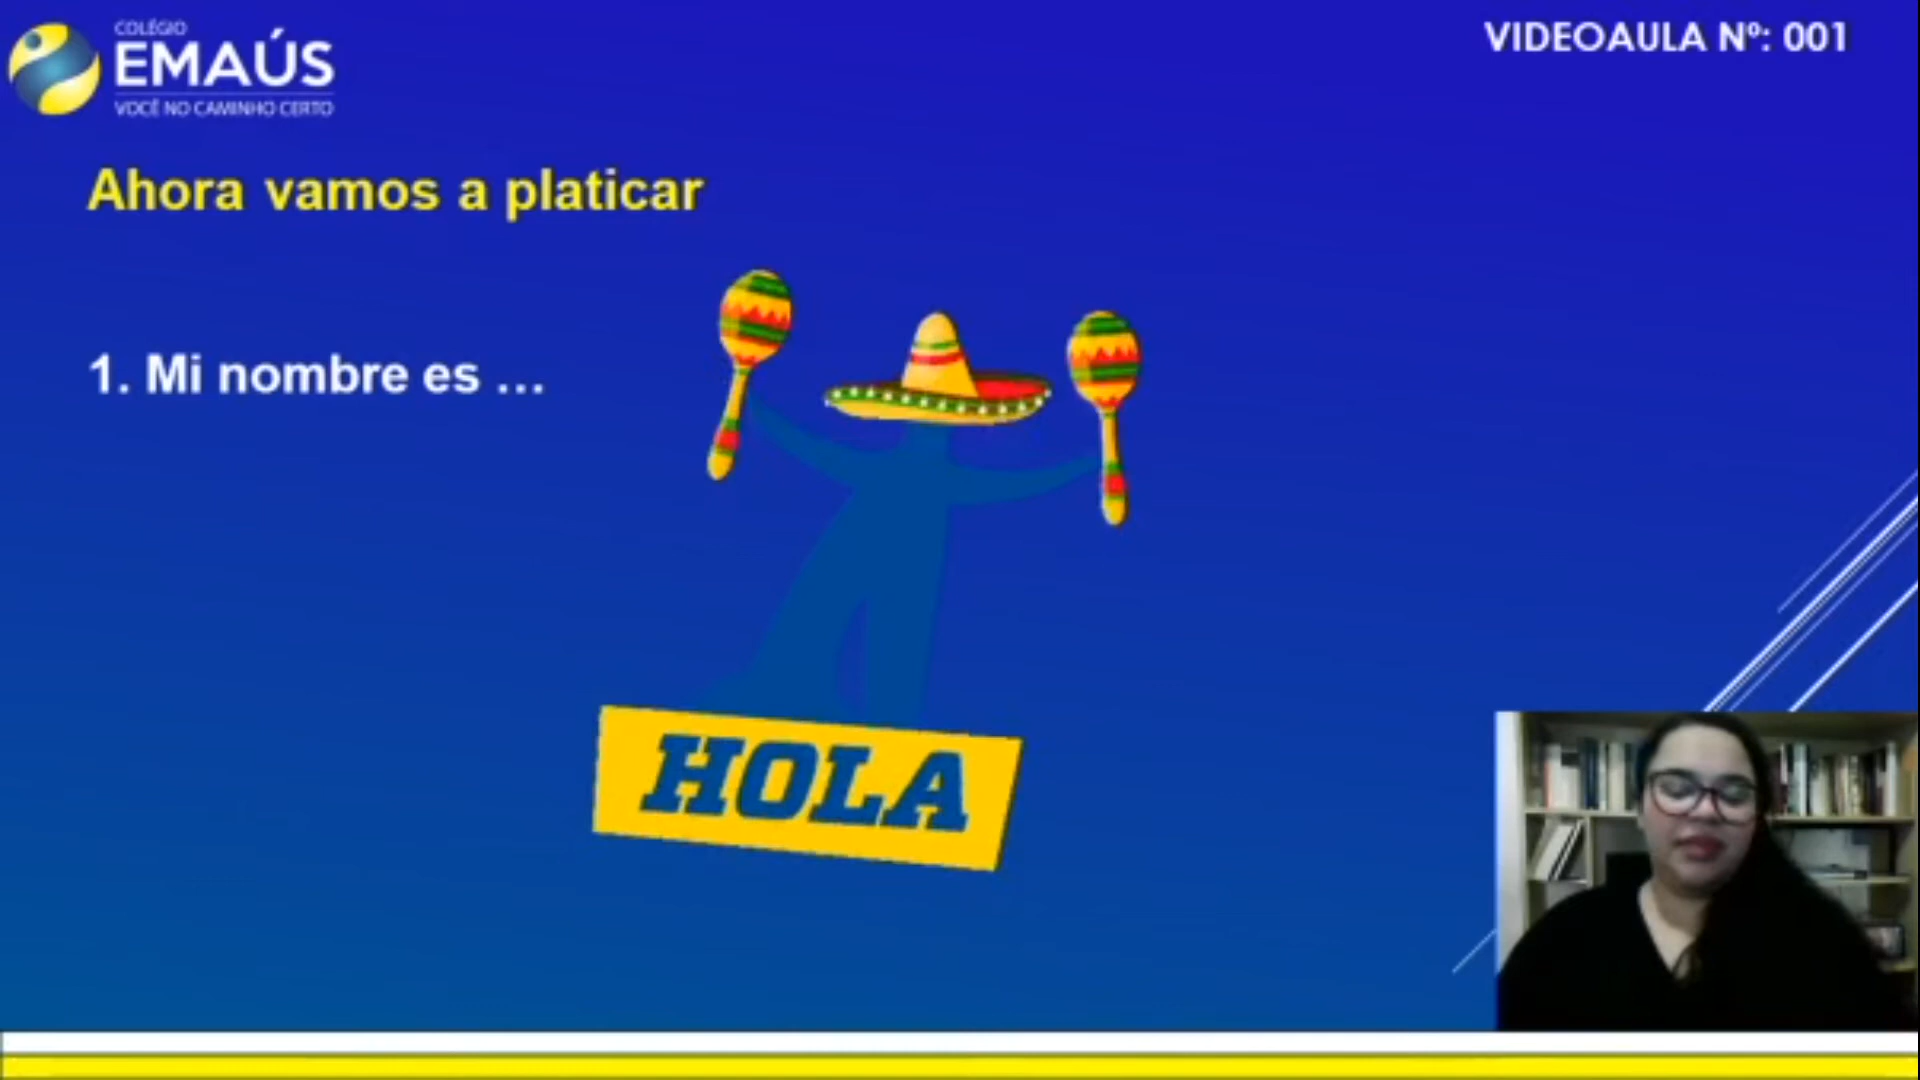 COLÉGIO
EMAÚS
VOCÊ NO CAMINHO CERTO
VIDEOAULA Nº: 001
Ahora vamos a platicar
1. Mi nombre es ...
HOLA